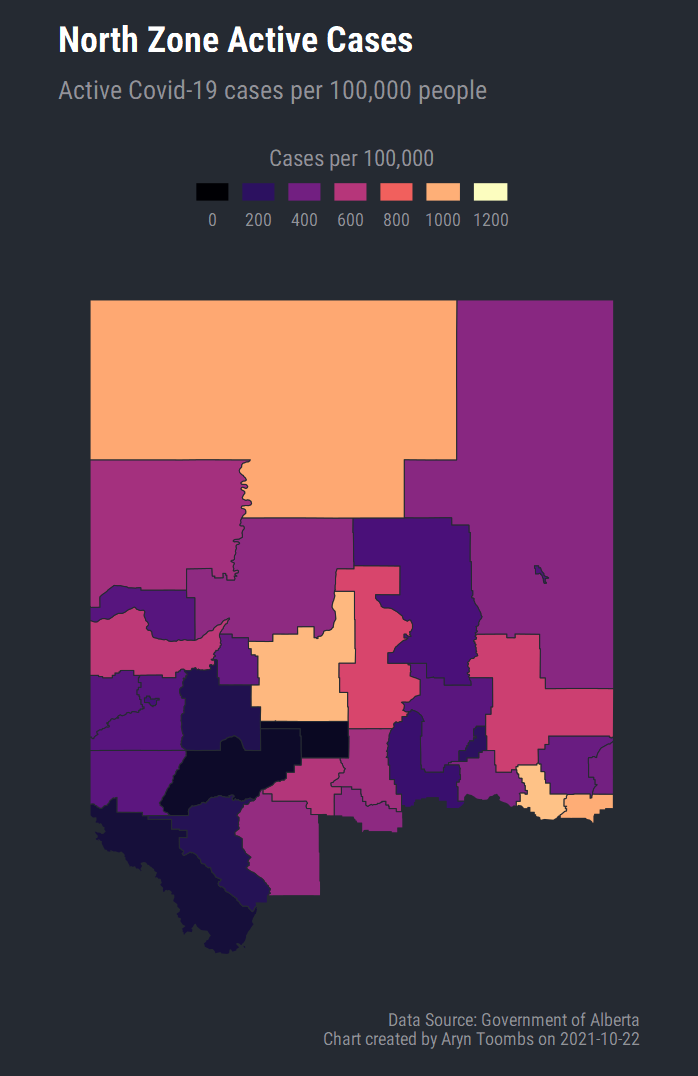 North Zone Active Cases
Active Covid-19 cases per 100,000 people
Cases per 100,000
0 200 400 600 800 1000 1200
Data Source: Government of Alberta
Chart created by Aryn Toombs on 2021-10-22